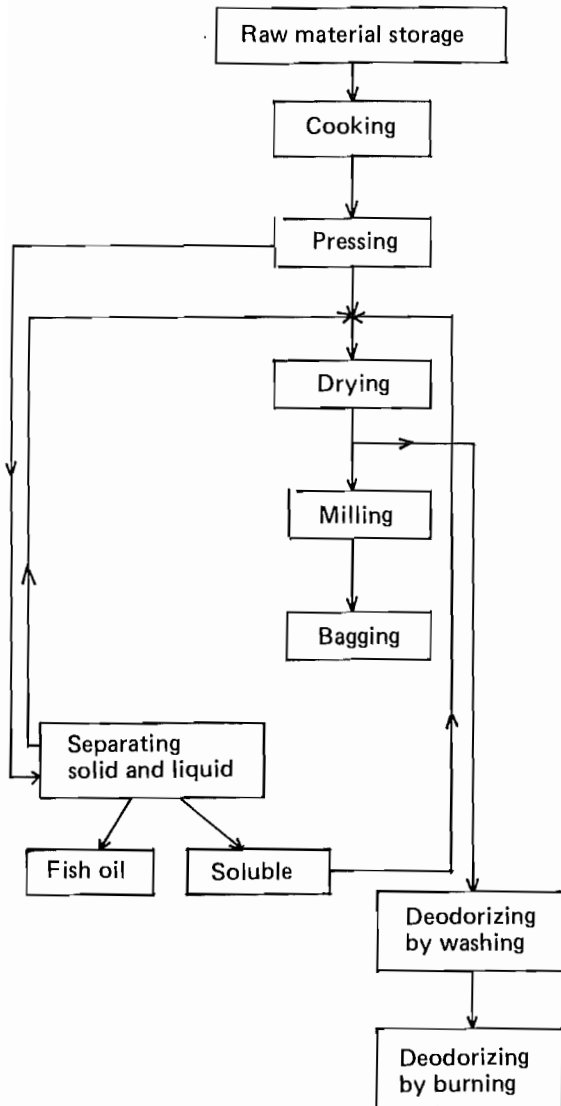 Raw material storage
Cooking
Pressing
Drying
Milling
Bagging
Separating
solid and liquid
Fish oil
Soluble
Deodorizing
by washing
Deodorizing
by burning